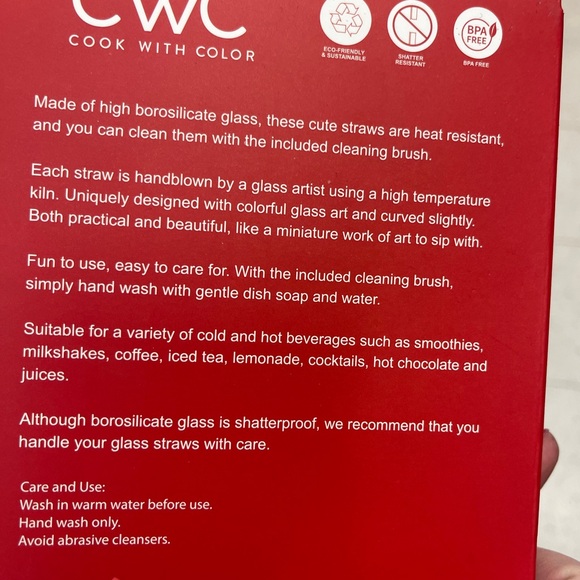 CWC
COOK WITH COLOR
ECO-FRIENDLY
& SUSTAINABLE
SHATTER
RESISTANT
BPA
FREE
BPA FREE
Made of high borosilicate glass, these cute straws are heat resistant,
and you can clean them with the included cleaning brush.
Each straw is handblown by a glass artist using a high temperature
kiln. Uniquely designed with colorful glass art and curved slightly.
Both practical and beautiful, like a miniature work of art to sip with.
Fun to use, easy to care for. With the included cleaning brush,
simply hand wash with gentle dish soap and water.
Suitable for a variety of cold and hot beverages such as smoothies,
milkshakes, coffee, iced tea, lemonade, cocktails, hot chocolate and
juices.
Although borosilicate glass is shatterproof, we recommend that you
handle your glass straws with care.
Care and Use:
Wash in warm water before use.
Hand wash only.
Avoid abrasive cleansers.